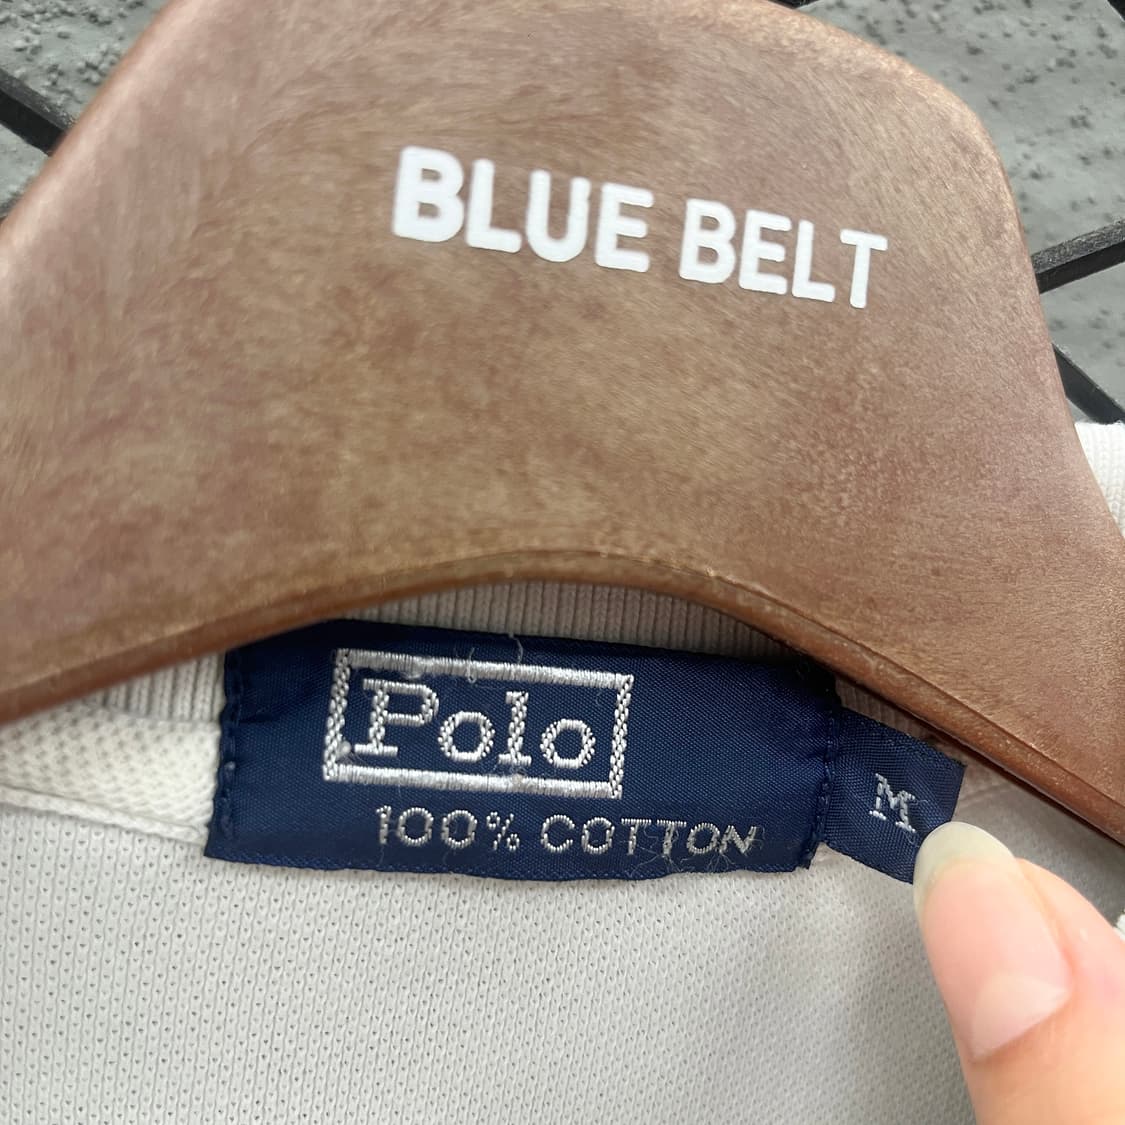 BLUE BELT
Polo
100% COTTON
M